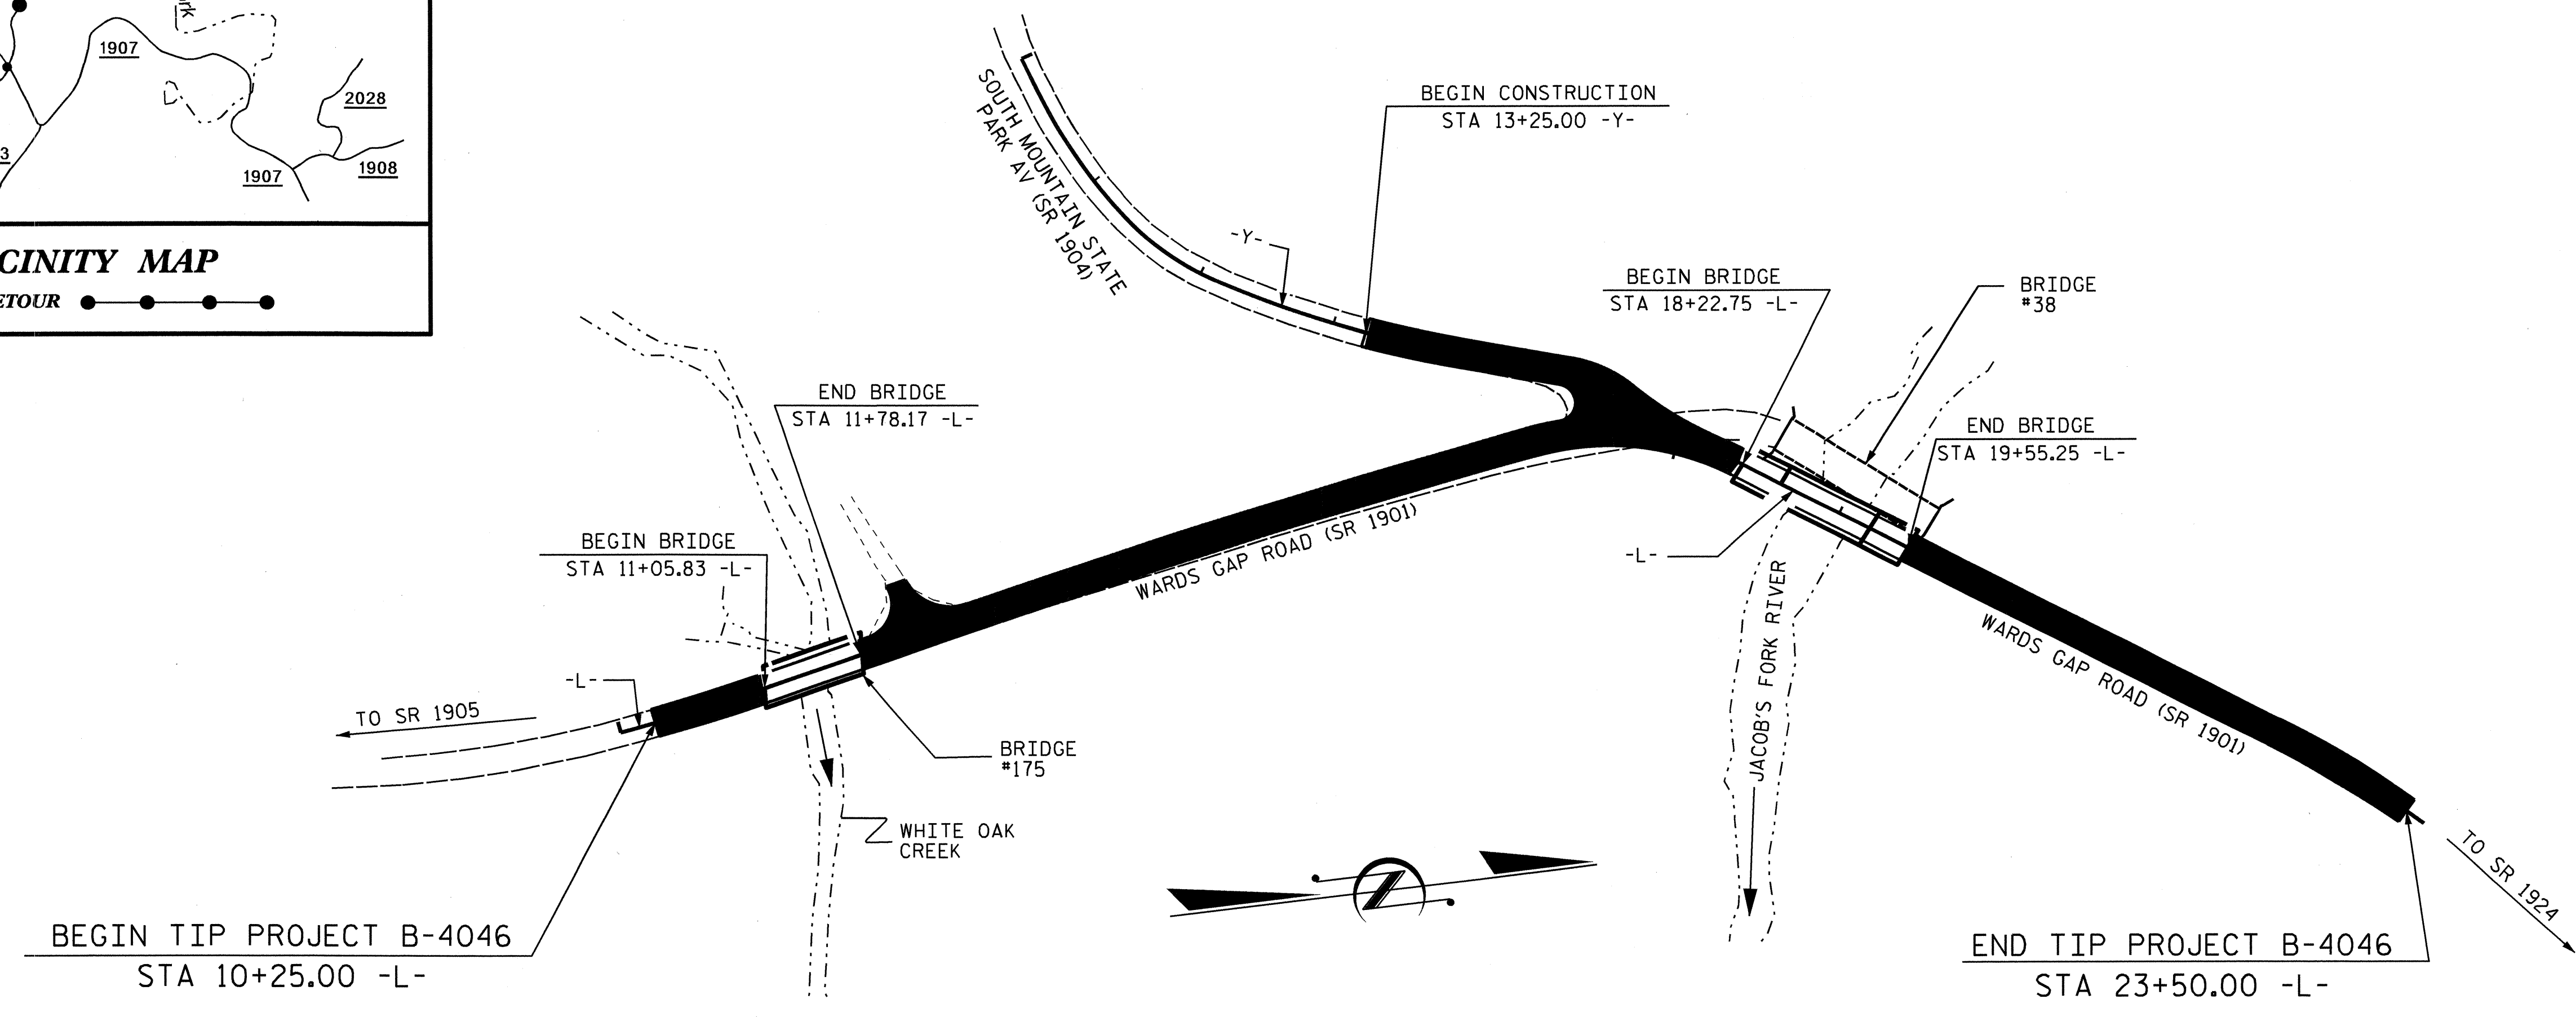 1907
2028
1907
1908
3
CINITY MAP
ETOUR
SOUTH MOUNTAIN STATE
PARK AV (SR 1904)
-Y-
BEGIN CONSTRUCTION
STA 13+25.00 -Y-
BEGIN BRIDGE
STA 18+22.75 -L-
BRIDGE
#38
END BRIDGE
STA 19+55.25 -L-
END BRIDGE
STA 11+78.17 -L-
BEGIN BRIDGE
STA 11+05.83 -L-
WARDS GAP ROAD (SR 1901)
-L-
JACOB'S FORK RIVER
WARDS GAP ROAD (SR 1901)
-L-
TO SR 1905
BRIDGE
#175
WHITE OAK
CREEK
TO SR 1924
BEGIN TIP PROJECT B-4046
STA 10+25.00 -L-
END TIP PROJECT B-4046
STA 23+50.00 -L-